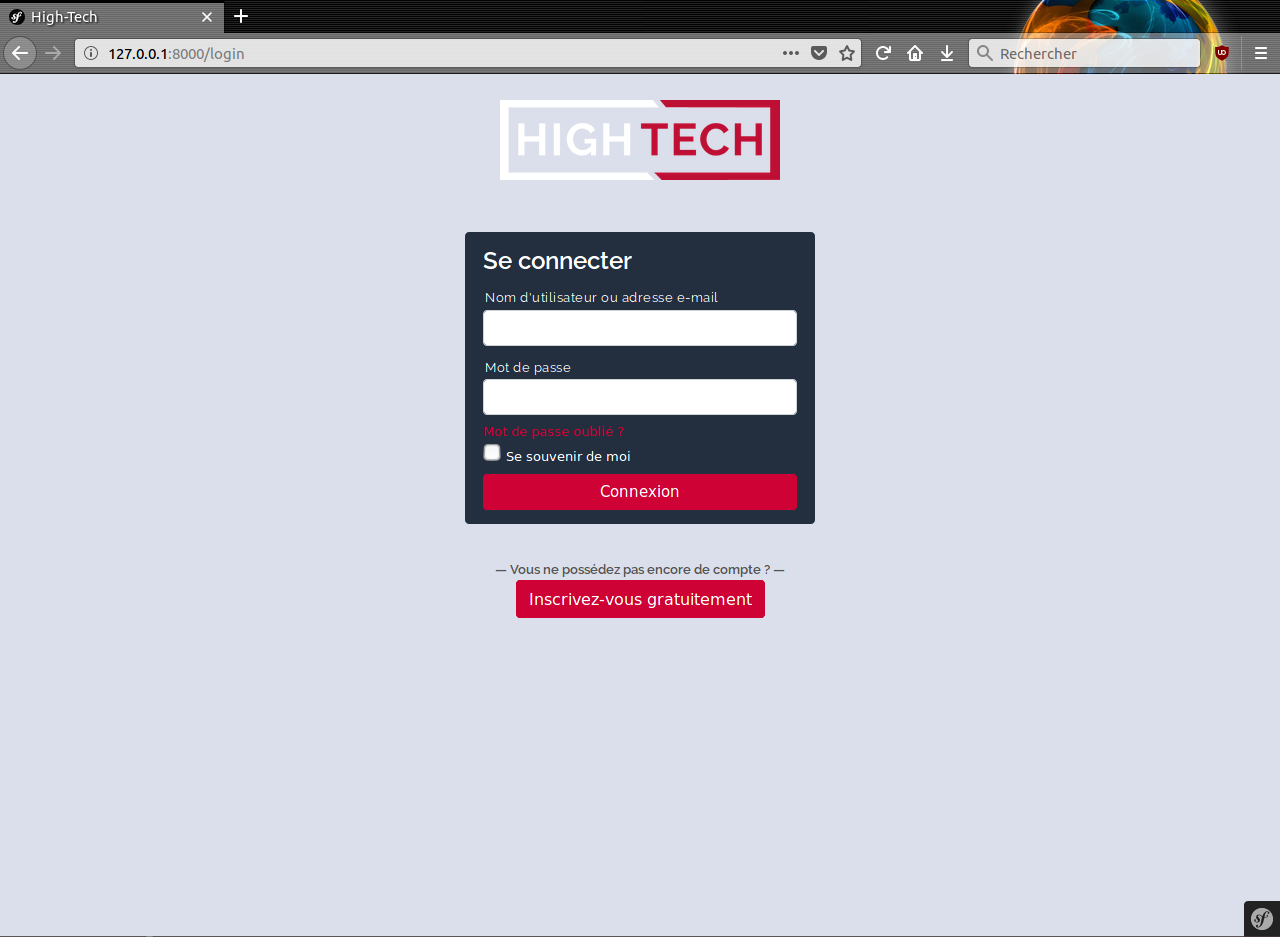 High-Tech
127.0.0.1:8000/login
Rechercher
HIGH TECH
Se connecter
Nom d'utilisateur ou adresse e-mail
Mot de passe
Mot de passe oublié ?
Se souvenir de moi
Connexion
— Vous ne possédez pas encore de compte ? —
Inscrivez-vous gratuitement